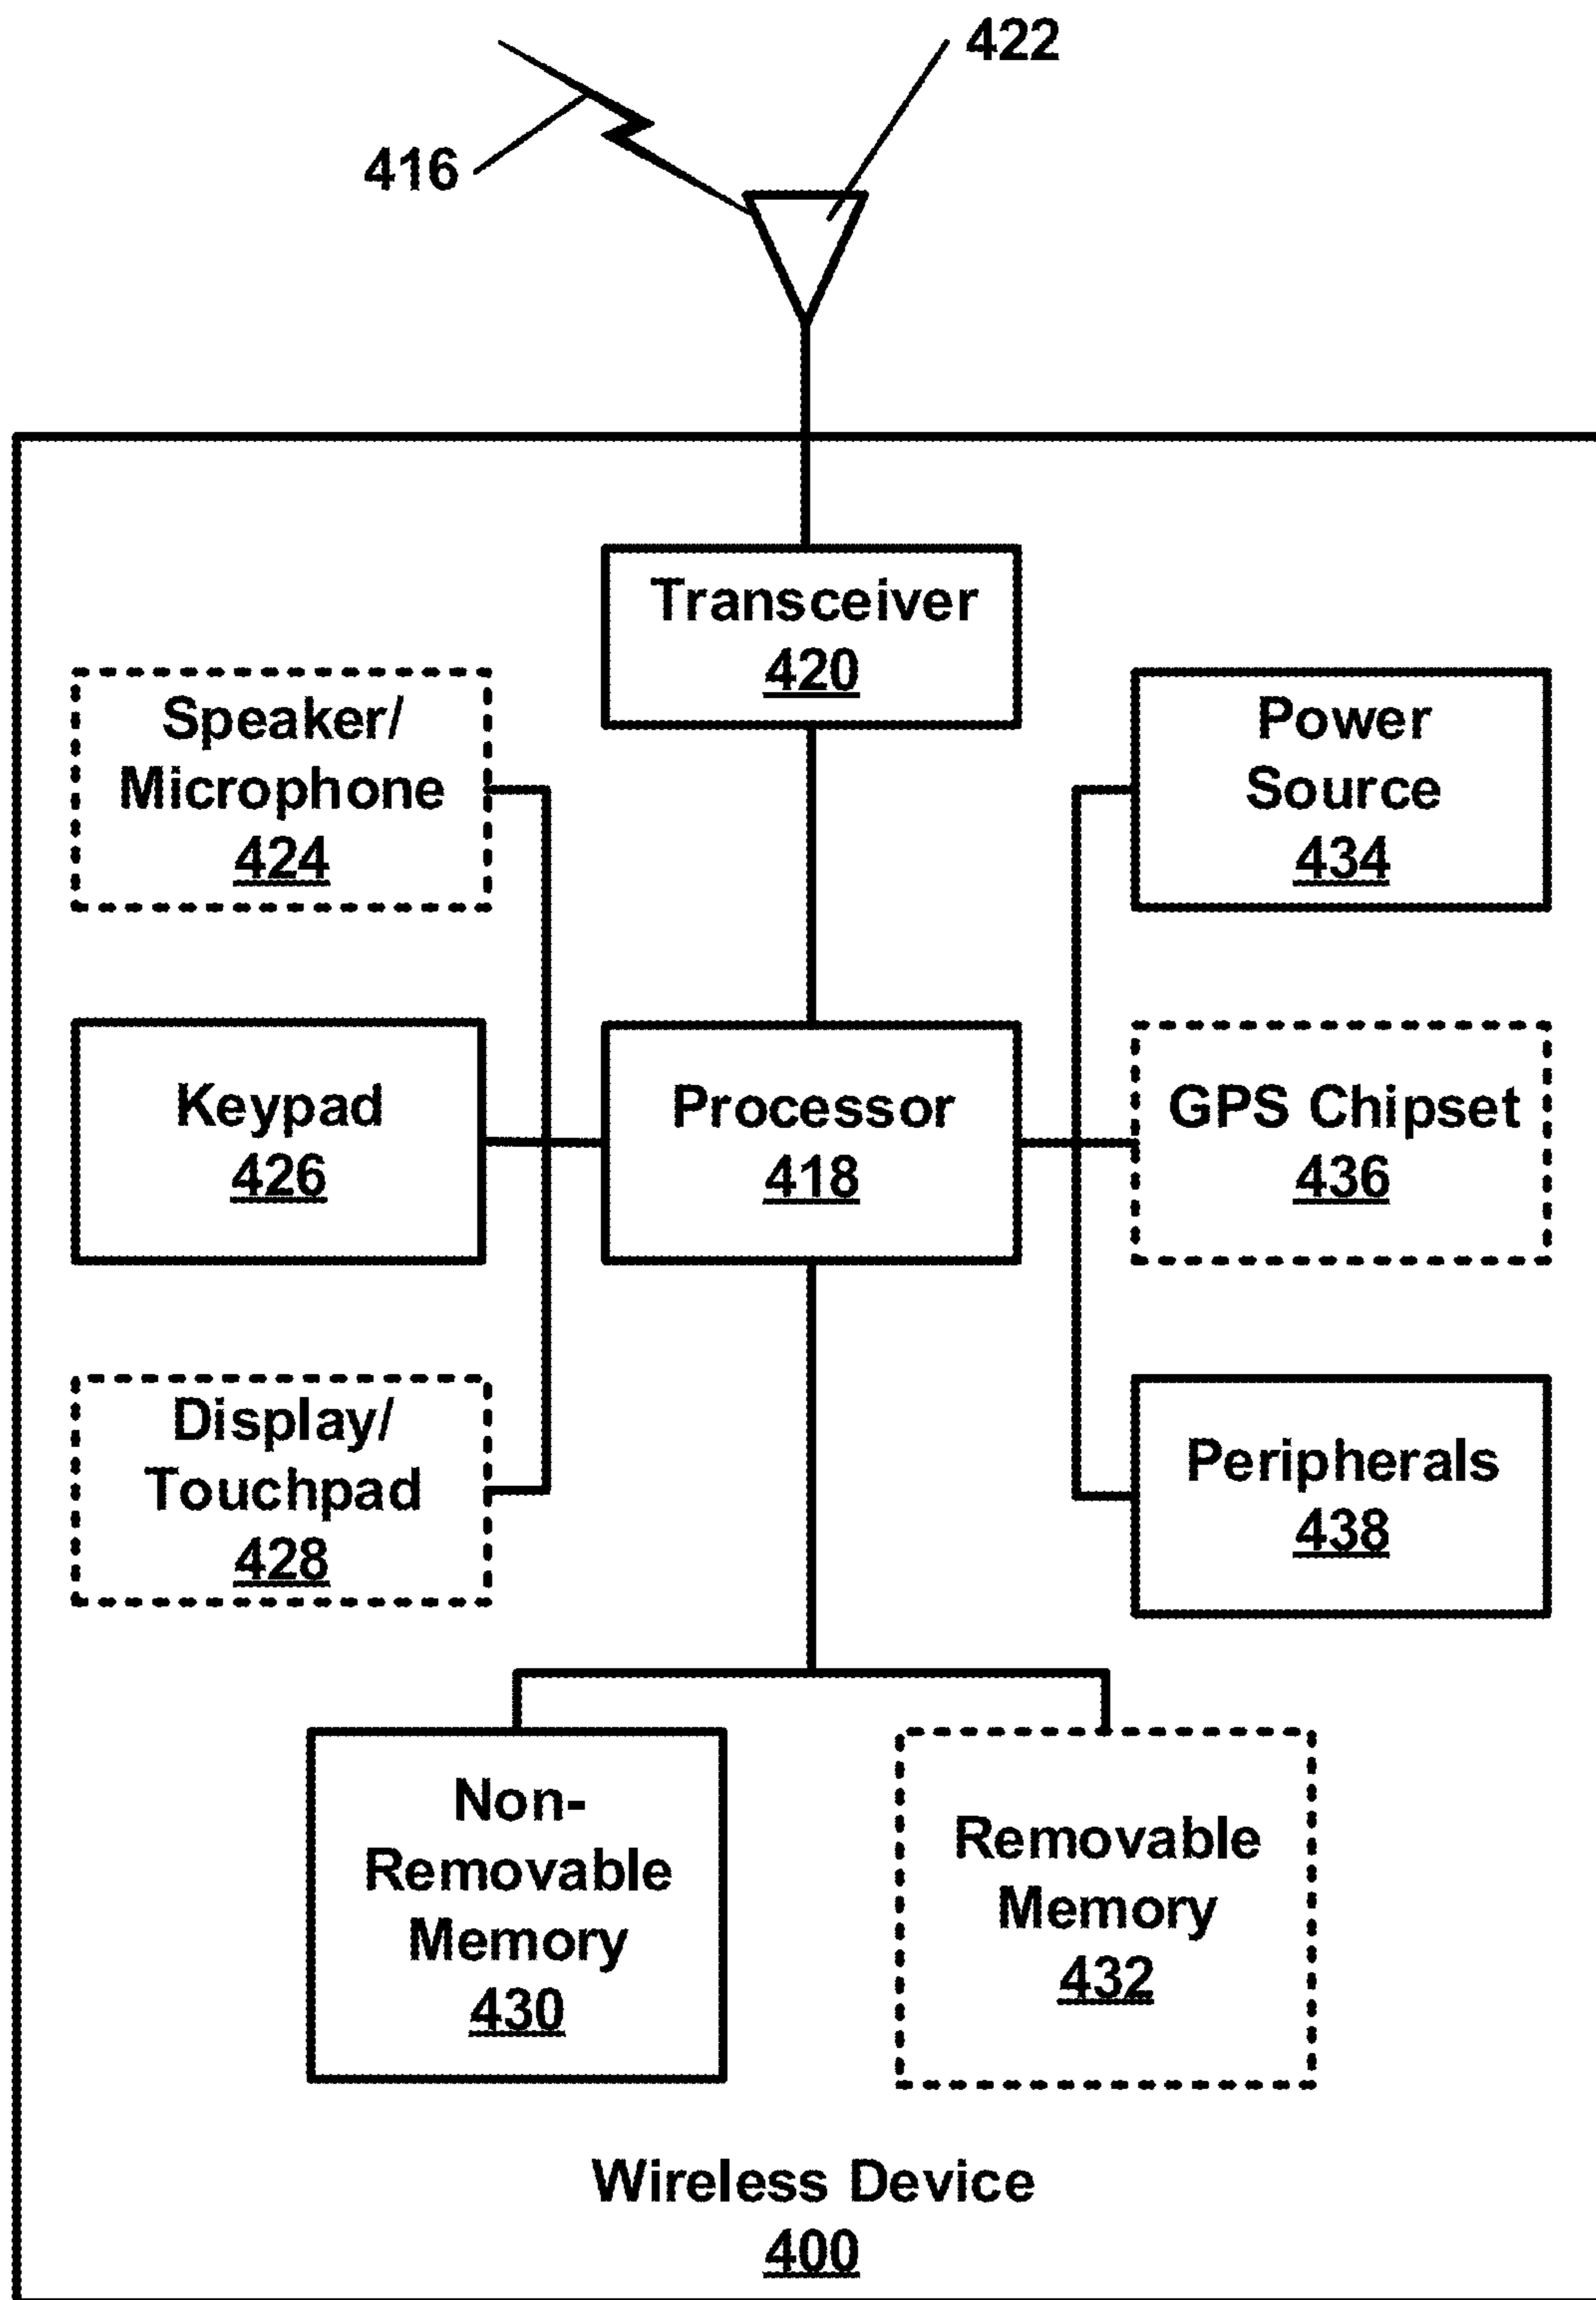 422
416
Transceiver
420
Speaker/
Microphone
424
Power
Source
434
Keypad
426
Processor
418
GPS Chipset
436
Display/
Touchpad
428
Peripherals
438
Non-
Removable
Memory
430
Removable
Memory
432
Wireless Device
400